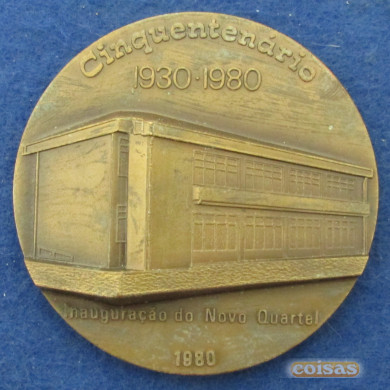 Cinquentenário
1930·1980
Inauguração do Novo Quartel
1980
coisas